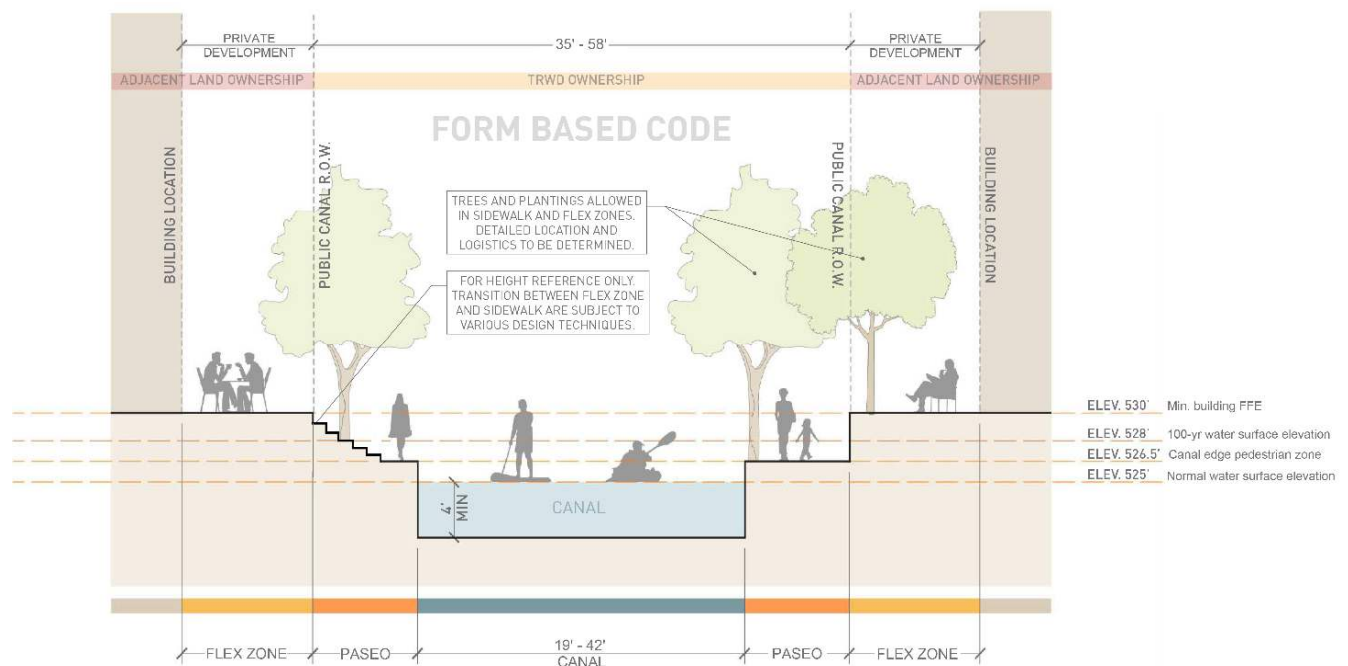 PRIVATE
DEVELOPMENT
35' - 58'
PRIVATE
DEVELOPMENT
ADJACENT LAND OWNERSHIP
TRWD OWNERSHIP
ADJACENT LAND OWNERSHIP
FORM BASED CODE
BUILDING LOCATION
PUBLIC CANAL R.O.W.
TREES AND PLANTINGS ALLOWED
IN SIDEWALK AND FLEX ZONES.
DETAILED LOCATION AND
LOGISTICS TO BE DETERMINED.
PUBLIC CANAL R.O.W.
BUILDING LOCATION
FOR HEIGHT REFERENCE ONLY.
TRANSITION BETWEEN FLEX ZONE
AND SIDEWALK ARE SUBJECT TO
VARIOUS DESIGN TECHNIQUES.
ELEV. 530' Min. building FFE
ELEV. 528' 100-yr water surface elevation
ELEV. 526.5' Canal edge pedestrian zone
ELEV. 525' Normal water surface elevation
4'
MIN
CANAL
FLEX ZONE
PASEO
19' - 42'
CANAL
PASEO
FLEX ZONE